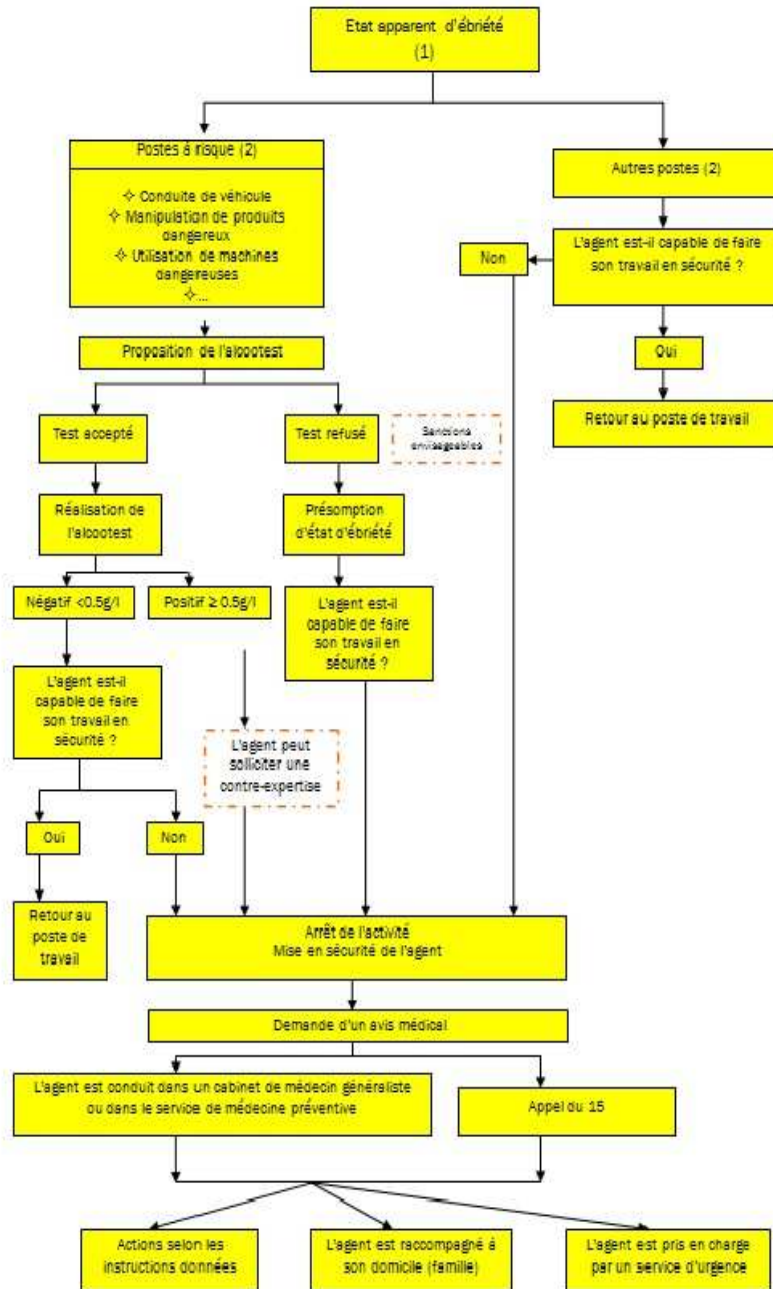 Etat apparent d'ébriété
(1)
Postes à risque (2)
Conduite de véhicule
Manipulation de produits
dangereux
Utilisation de machines
dangereuses
...
Autres postes (2)
L'agent est-il capable de faire
son travail en sécurité ?
Non
Oui
Retour au poste de travail
Proposition de l'alcootest
Test accepté
Test refusé
Sanctions
envisageables
Réalisation de
l'alcootest
Présomption
d'état d'ébriété
Négatif <0.5g/l
Positif ≥ 0.5g/l
L'agent est-il
capable de faire
son travail en
sécurité ?
L'agent est-il
capable de faire
son travail en
sécurité ?
L'agent peut
solliciter une
contre-expertise
Oui
Non
Retour au
poste de
travail
Arrêt de l'activité
Mise en sécurité de l'agent
Demande d'un avis médical
L'agent est conduit dans un cabinet de médecin généraliste
ou dans le service de médecine préventive
Appel du 15
Actions selon les
instructions données
L'agent est raccompagné à
son domicile (famille)
L'agent est pris en charge
par un service d'urgence